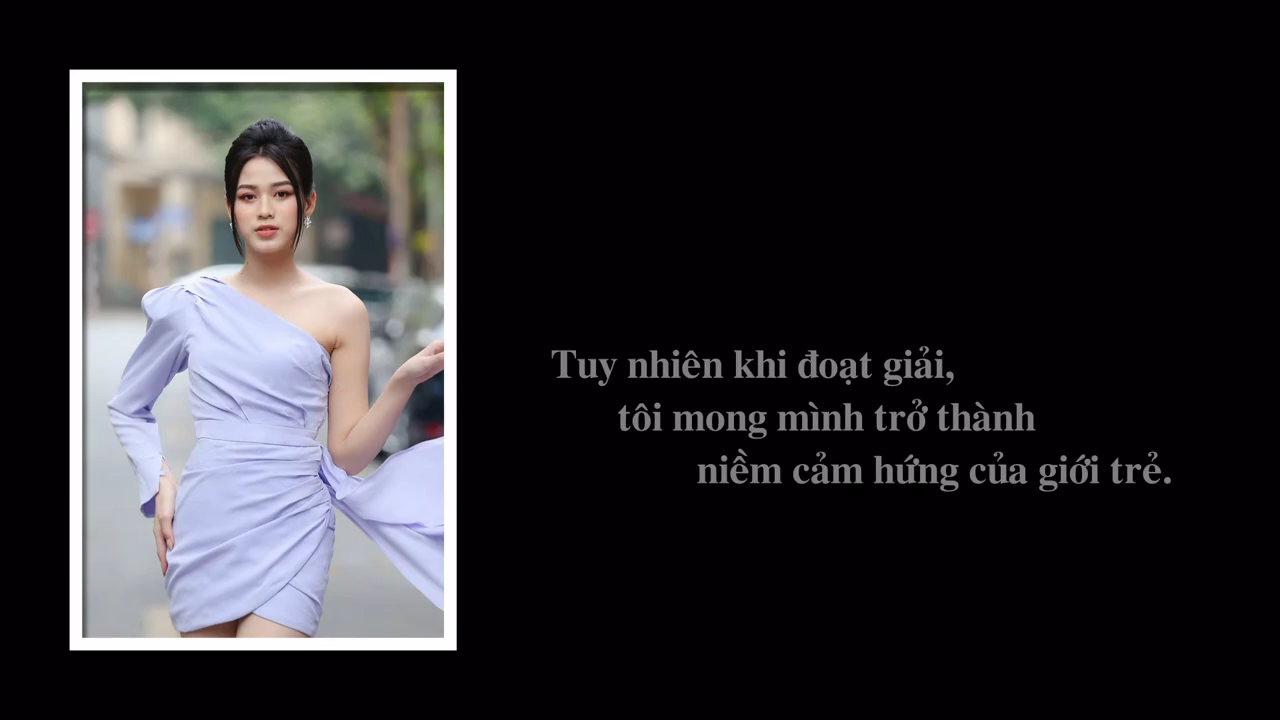 Tuy nhiên khi đoạt giải,
tôi mong mình trở thành
niềm cảm hứng của giới trẻ.